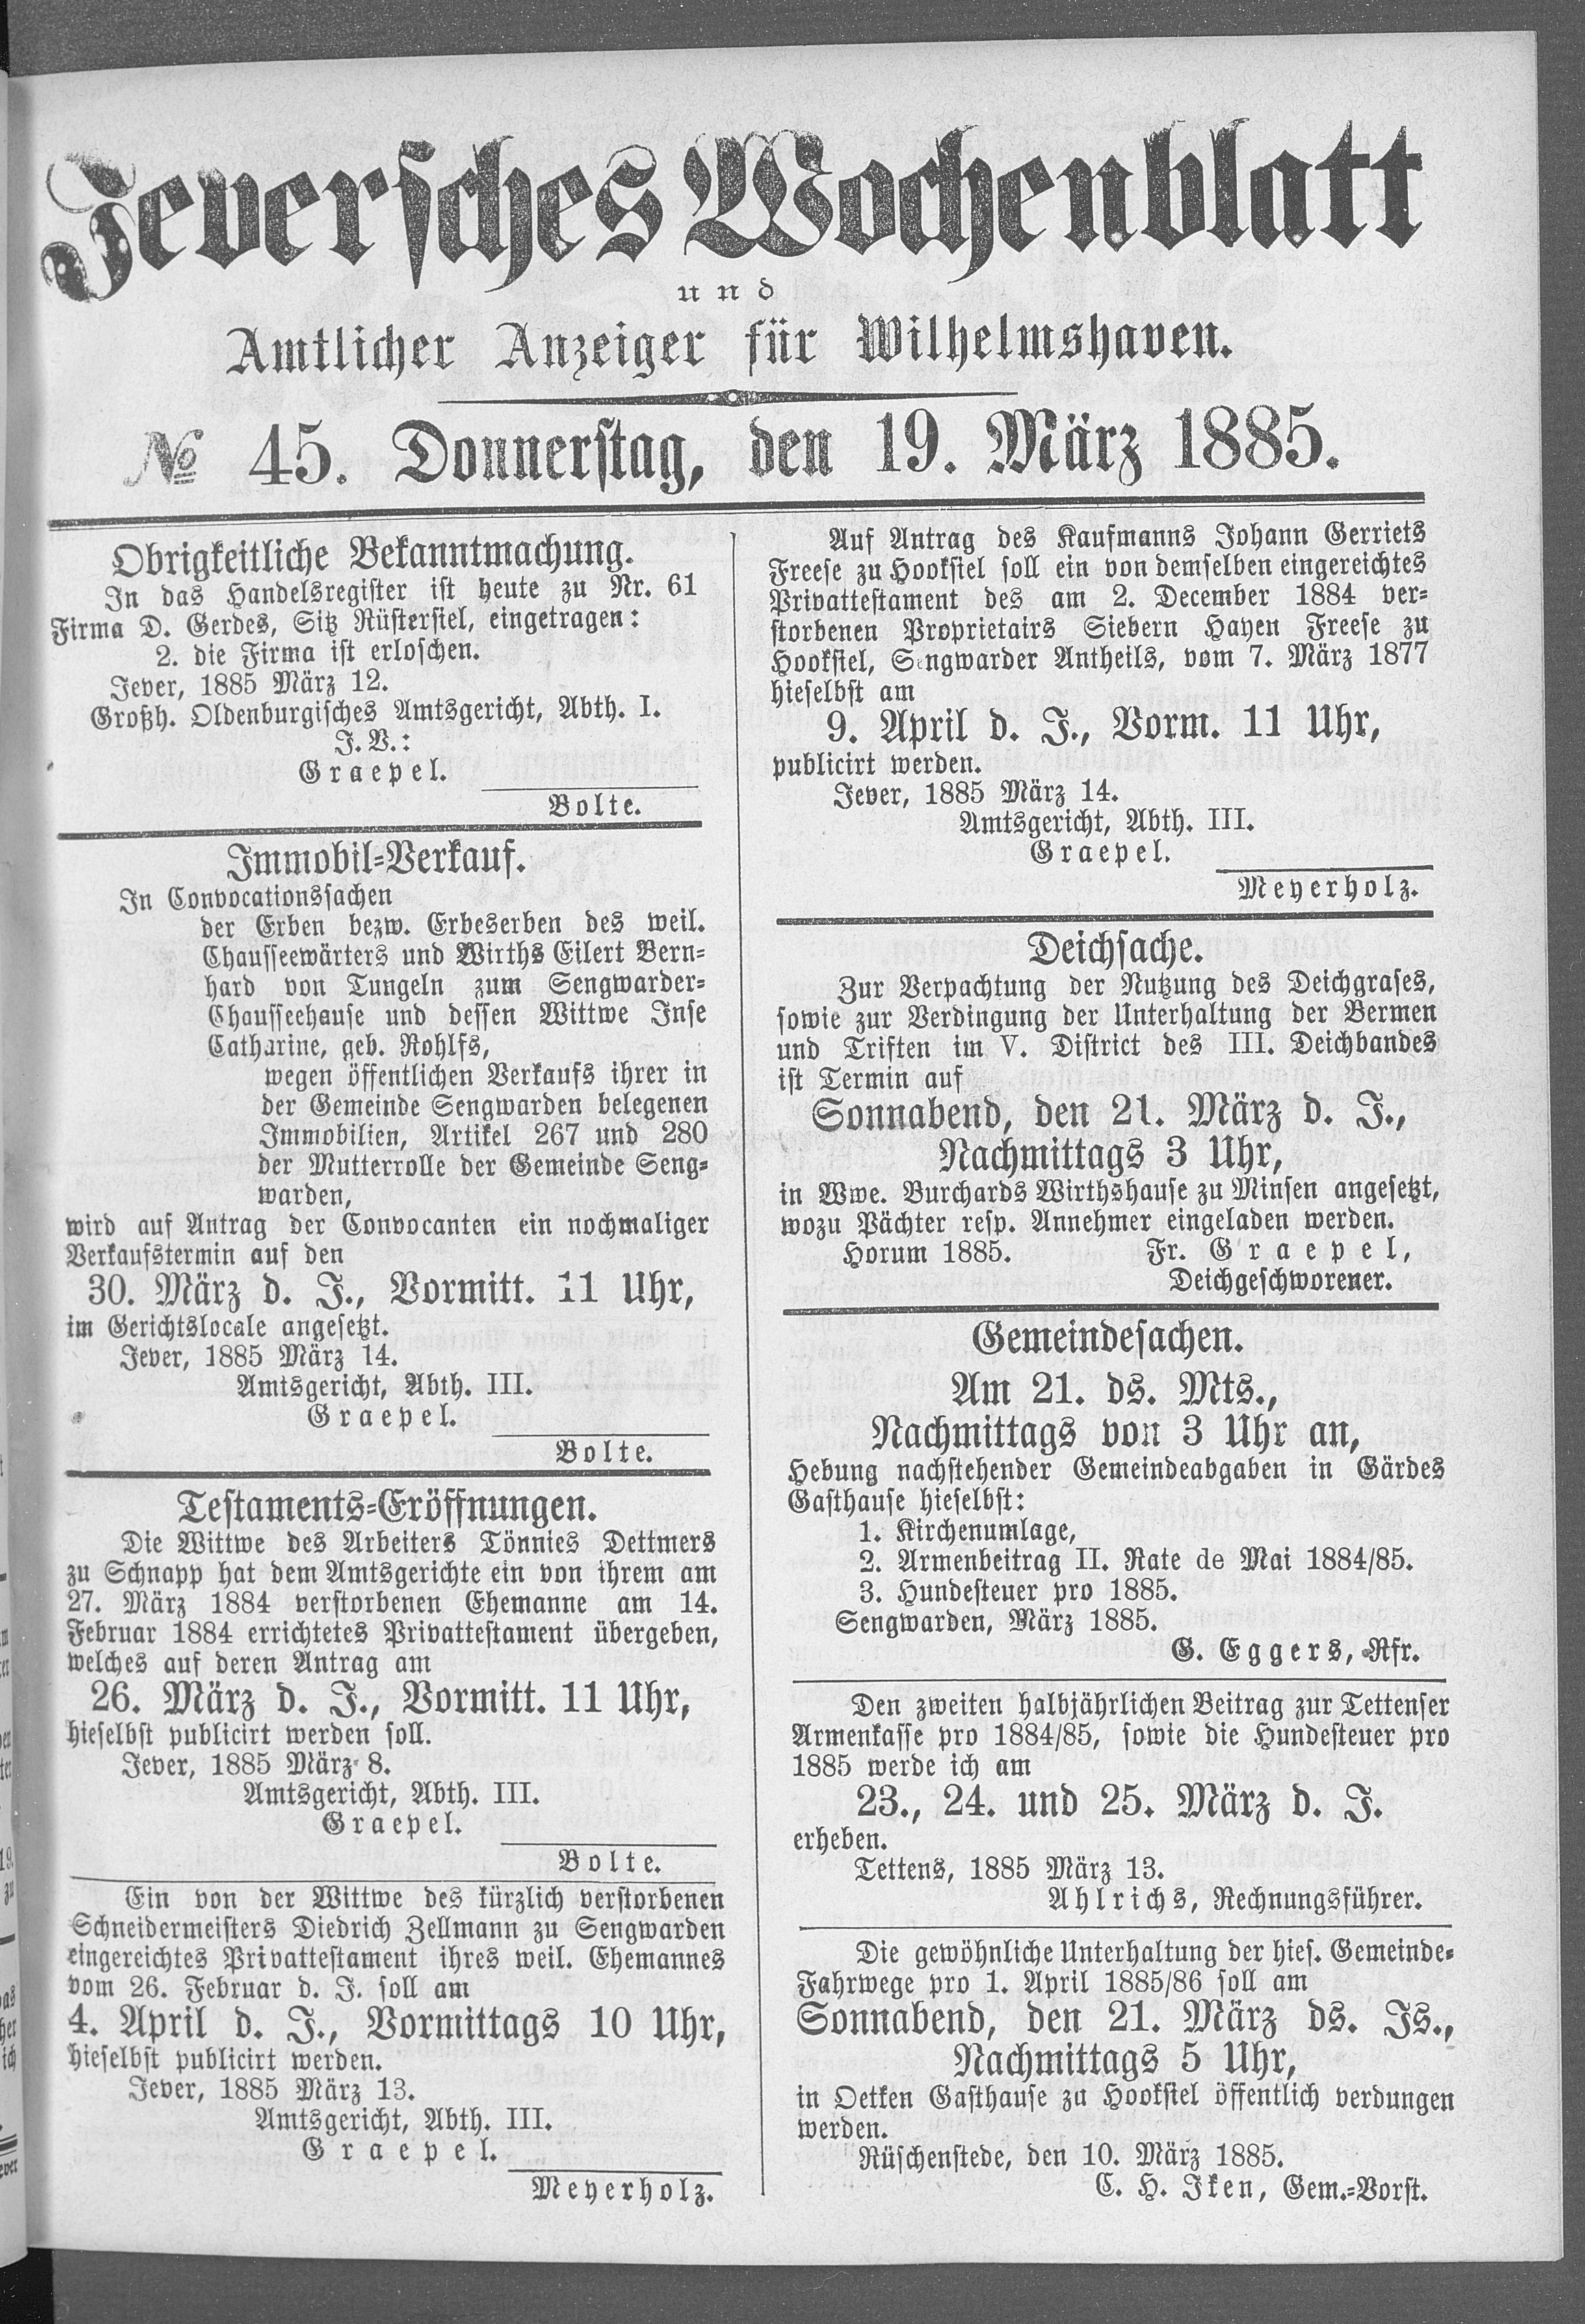 Jeversches Wochenblatt
und
Amtlicher Anzeiger für Wilhelmshaven.
№ 45. Donnerstag, den 19. März 1885.
Obrigkeitliche Bekanntmachung.
In das Handelsregister ist heute zu Nr. 61
Firma D. Gerdes, Sitz Rüstersiel, eingetragen:
2. die Firma ist erloschen.
Jever, 1885 März 12.
Großh. Oldenburgisches Amtsgericht, Abth. I.
J. V.:
Graepel.
Bolte.
Immobil-Verkauf.
In Convocationssachen
der Erben bezw. Erbeserben des weil.
Chausseewärters und Wirths Eilert Bern-
hard von Tungeln zum Sengwarder-
Chausseehause und dessen Wittwe Inse
Catharine, geb. Rohlfs,
wegen öffentlichen Verkaufs ihrer in
der Gemeinde Sengwarden belegenen
Immobilien, Artikel 267 und 280
der Mutterrolle der Gemeinde Seng-
warden,
wird auf Antrag der Convocanten ein nochmaliger
Verkaufstermin auf den
30. März d. J., Vormitt. 11 Uhr,
im Gerichtslocale angesetzt.
Jever, 1885 März 14.
Amtsgericht, Abth. III.
Graepel.
Bolte.
Testaments-Eröffnungen.
Die Wittwe des Arbeiters Tönnies Dettmers
zu Schnapp hat dem Amtsgerichte ein von ihrem am
27. März 1884 verstorbenen Ehemanne am 14.
Februar 1884 errichtetes Privattestament übergeben,
welches auf deren Antrag am
26. März d. J., Vormitt. 11 Uhr,
hieselbst publicirt werden soll.
Jever, 1885 März 8.
Amtsgericht, Abth. III.
Graepel.
Bolte.
Ein von der Wittwe des kürzlich verstorbenen
Schneidermeisters Diedrich Zellmann zu Sengwarden
eingereichtes Privattestament ihres weil. Ehemannes
vom 26. Februar d. J. soll am
4. April d. J., Vormittags 10 Uhr,
hieselbst publicirt werden.
Jever, 1885 März 13.
Amtsgericht, Abth. III.
Graepel.
Meyerholz.
Auf Antrag des Kaufmanns Johann Gerriets
Freese zu Hooksiel soll ein von demselben eingereichtes
Privattestament des am 2. December 1884 ver-
storbenen Proprietairs Siebern Hayen Freese zu
Hooksiel, Sengwarder Antheils, vom 7. März 1877
hieselbst am
9. April d. J., Vorm. 11 Uhr,
publicirt werden.
Jever, 1885 März 14.
Amtsgericht, Abth. III.
Graepel.
Meyerholz.
Deichsache.
Zur Verpachtung der Nutzung des Deichgrases,
sowie zur Verdingung der Unterhaltung der Bermen
und Triften im V. District des III. Deichbandes
ist Termin auf
Sonnabend, den 21. März d. J.,
Nachmittags 3 Uhr,
in Wwe. Burchards Wirthshause zu Minsen angesetzt,
wozu Pächter resp. Annehmer eingeladen werden.
Horum 1885. Fr. Graepel,
Deichgeschworener.
Gemeindesachen.
Am 21. ds. Mts.,
Nachmittags von 3 Uhr an,
Hebung nachstehender Gemeindeabgaben in Gärdes
Gasthause hieselbst:
1. Kirchenumlage,
2. Armenbeitrag II. Rate de Mai 1884/85.
3. Hundesteuer pro 1885.
Sengwarden, März 1885.
G. Eggers, Rfr.
Den zweiten halbjährlichen Beitrag zur Tettenser
Armenkasse pro 1884/85, sowie die Hundesteuer pro
1885 werde ich am
23., 24. und 25. März d. J.
erheben.
Tettens, 1885 März 13.
Ahlrichs, Rechnungsführer.
Die gewöhnliche Unterhaltung der hies. Gemeinde-
Fahrwege pro 1. April 1885/86 soll am
Sonnabend, den 21. März ds. Js.,
Nachmittags 5 Uhr,
in Oetken Gasthause zu Hooksiel öffentlich verdungen
werden.
Rüschenstede, den 10. März 1885.
C. H. Iken, Gem.-Vorst.